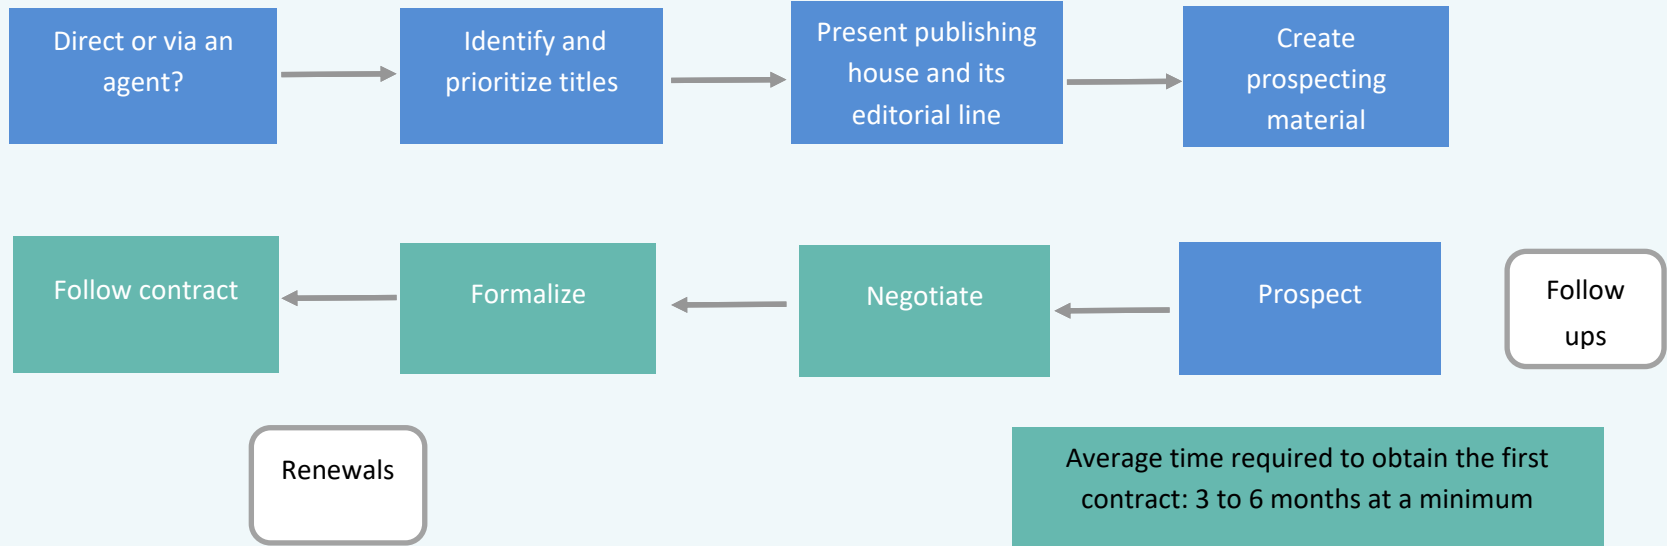 Direct or via an
agent?
Identify and
prioritize titles
Present publishing
house and its
editorial line
Create
prospecting
material
Follow contract
Formalize
Negotiate
Prospect
Follow
ups
Renewals
Average time required to obtain the first
contract: 3 to 6 months at a minimum